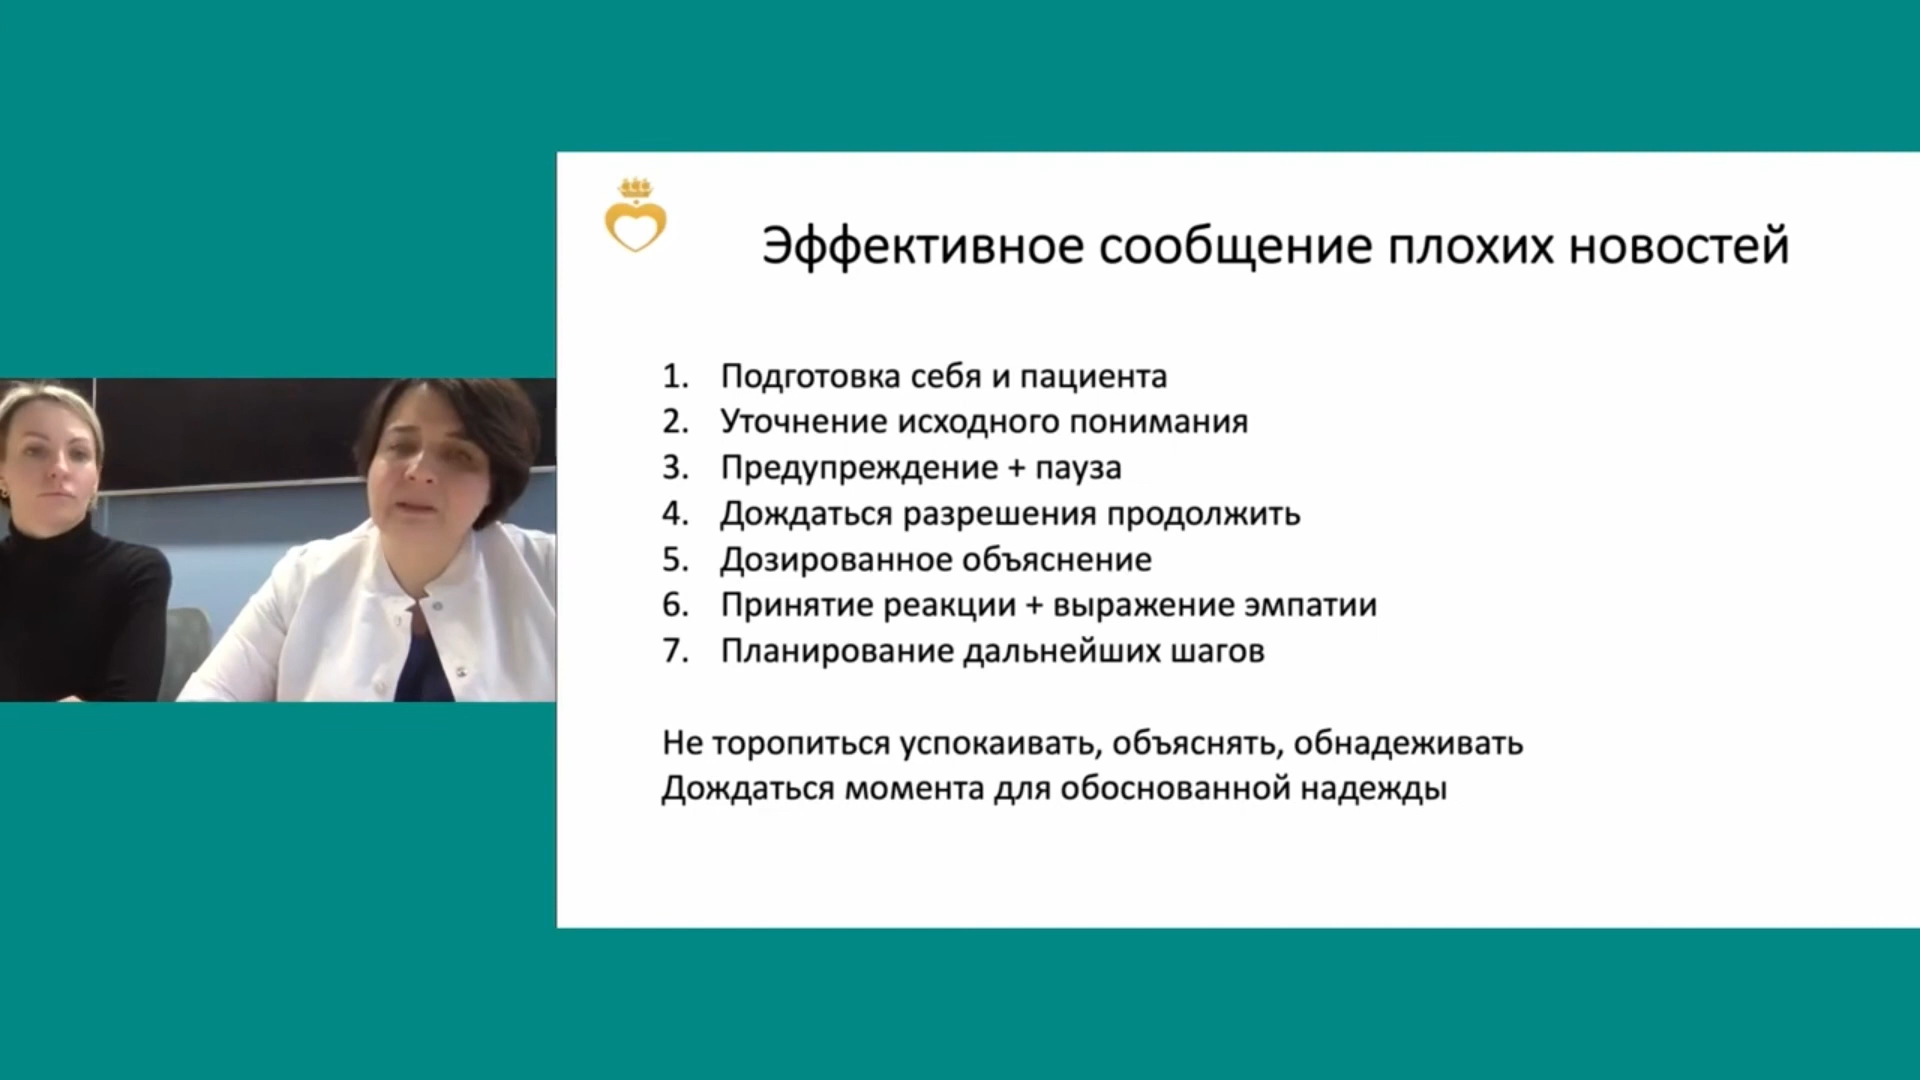 Эффективное сообщение плохих новостей
1. Подготовка себя и пациента
2. Уточнение исходного понимания
3. Предупреждение + пауза
4. Дождаться разрешения продолжить
5. Дозированное объяснение
6. Принятие реакции + выражение эмпатии
7. Планирование дальнейших шагов
Не торопиться успокаивать, объяснять, обнадеживать
Дождаться момента для обоснованной надежды